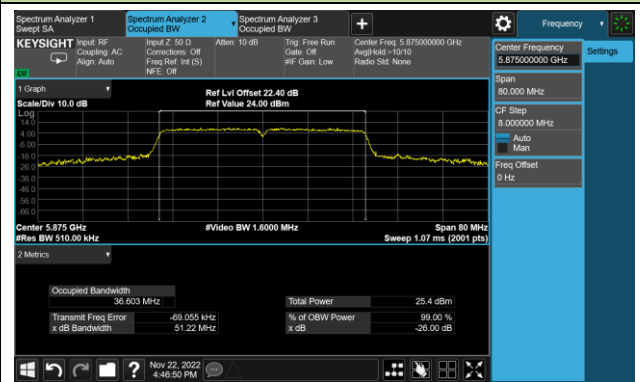 Spectrum Analyzer 1
Swept SA
Spectrum Analyzer 2
Occupied BW
Spectrum Analyzer 3
Occupied BW
Frequency
KEYSIGHT
Input: RF
Coupling: AC
Align: Auto
Input Z: 50 Ω
Corrections: Off
Freq Ref: Int (S)
NFE: Off
Atten: 10 dB
Trig: Free Run
Gate: Off
#IF Gain: Low
Center Freq: 5.875000000 GHz
Avg|Hold:>10/10
Radio Std: None
Center Frequency
5.875000000 GHz
Settings
Span
80.000 MHz
CF Step
8.000000 MHz
Auto
Man
Freq Offset
0 Hz
1 Graph
Scale/Div 10.0 dB
Ref Lvl Offset 22.40 dB
Ref Value 24.00 dBm
Log
14.0
4.00
-6.00
-16.0
-26.0
-36.0
-46.0
-56.0
-66.0
Center 5.875 GHz
#Res BW 510.00 kHz
#Video BW 1.6000 MHz
Span 80 MHz
Sweep 1.07 ms (2001 pts)
2 Metrics
Occupied Bandwidth
36.603 MHz
Total Power 25.4 dBm
Transmit Freq Error -69.055 kHz
% of OBW Power 99.00 %
x dB Bandwidth 51.22 MHz
x dB -26.00 dB
?
Nov 22, 2022
4:46:50 PM